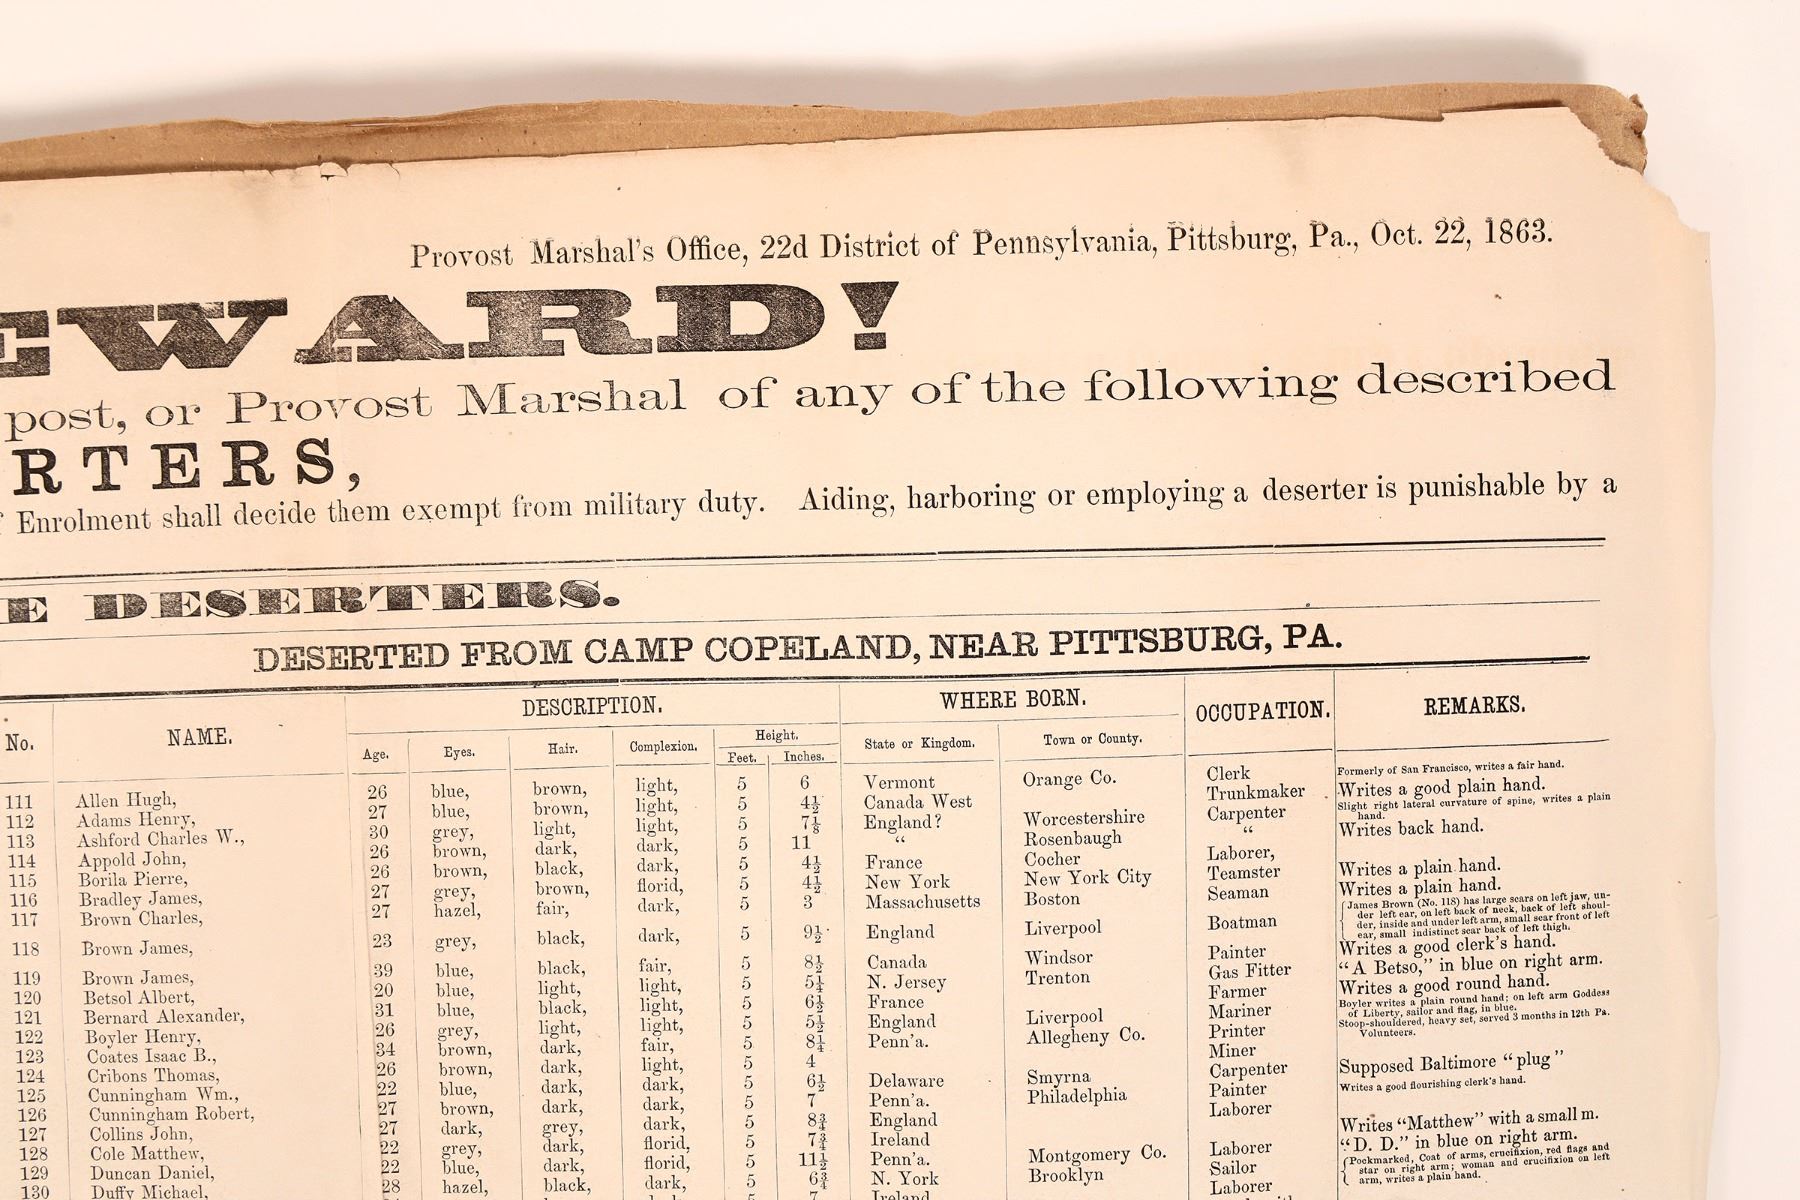 Provost Marshal's Office, 22d District of Pennsylvania, Pittsburg, Pa., Oct. 22, 1863.
EWARD!
post, or Provost Marshal of any of the following described
RTERS,
f Enrolment shall decide them exempt from military duty. Aiding, harboring or employing a deserter is punishable by a
E DESERTERS.
DESERTED FROM CAMP COPELAND, NEAR PITTSBURG, PA.
No. NAME. DESCRIPTION. WHERE BORN. OCCUPATION. REMARKS.
Age. Eyes. Hair. Complexion. Height. State or Kingdom. Town or County.
Feet. Inches.
111 Allen Hugh, 26 blue, brown, light, 5 6 Vermont Orange Co. Clerk Formerly of San Francisco, writes a fair hand.
112 Adams Henry, 27 blue, brown, light, 5 4½ Canada West Trunkmaker Writes a good plain hand.
113 Ashford Charles W., 30 grey, light, light, 5 7⅛ England? Worcestershire Carpenter Slight right lateral curvature of spine, writes a plain
hand.
114 Appold John, 26 brown, dark, dark, 5 11 " Rosenbaugh " Writes back hand.
115 Borila Pierre, 26 brown, black, dark, 5 4½ France Cocher Laborer,
116 Bradley James, 27 grey, brown, florid, 5 4½ New York New York City Teamster Writes a plain hand.
117 Brown Charles, 27 hazel, fair, dark, 5 3 Massachusetts Boston Seaman Writes a plain hand.
118 Brown James, 23 grey, black, dark, 5 9½ England Liverpool Boatman { James Brown (No. 118) has large scars on left jaw, un-
der left ear, on left back of neck, back of left shoul-
der, inside and under left arm, small scar front of left
ear, small indistinct scar back of left thigh.
119 Brown James, 39 blue, black, fair, 5 8½ Canada Windsor Painter Writes a good clerk's hand.
120 Betsol Albert, 20 blue, light, light, 5 5¼ N. Jersey Trenton Gas Fitter "A Betso," in blue on right arm.
121 Bernard Alexander, 31 blue, black, light, 5 6½ France Farmer Writes a good round hand.
122 Boyler Henry, 26 grey, light, light, 5 5½ England Liverpool Mariner Boyler writes a plain round hand; on left arm Goddess
of Liberty, sailor and flag, in blue.
123 Coates Isaac B., 34 brown, dark, fair, 5 8¼ Penn'a. Allegheny Co. Printer Stoop-shouldered, heavy set, served 3 months in 12th Pa.
Volunteers.
124 Cribons Thomas, 26 brown, dark, light, 5 4 Miner
125 Cunningham Wm., 22 blue, dark, dark, 5 6½ Delaware Smyrna Carpenter Supposed Baltimore "plug"
126 Cunningham Robert, 27 brown, dark, dark, 5 7 Penn'a. Philadelphia Painter Writes a good flourishing clerk's hand.
127 Collins John, 27 dark, grey, dark, 5 8¾ England Laborer
128 Cole Matthew, 22 grey, dark, florid, 5 7¾ Ireland Writes "Matthew" with a small m.
129 Duncan Daniel, 22 blue, dark, florid, 5 11½ Penn'a. Montgomery Co. Laborer "D. D." in blue on right arm.
130 Duffy Michael, 28 hazel, black, dark, 5 6¾ N. York Brooklyn Sailor { Pockmarked, Coat of arms, crucifixion, red flags and
star on right arm; woman and crucifixion on left
arm, writes a plain hand.
7 Ireland Laborer